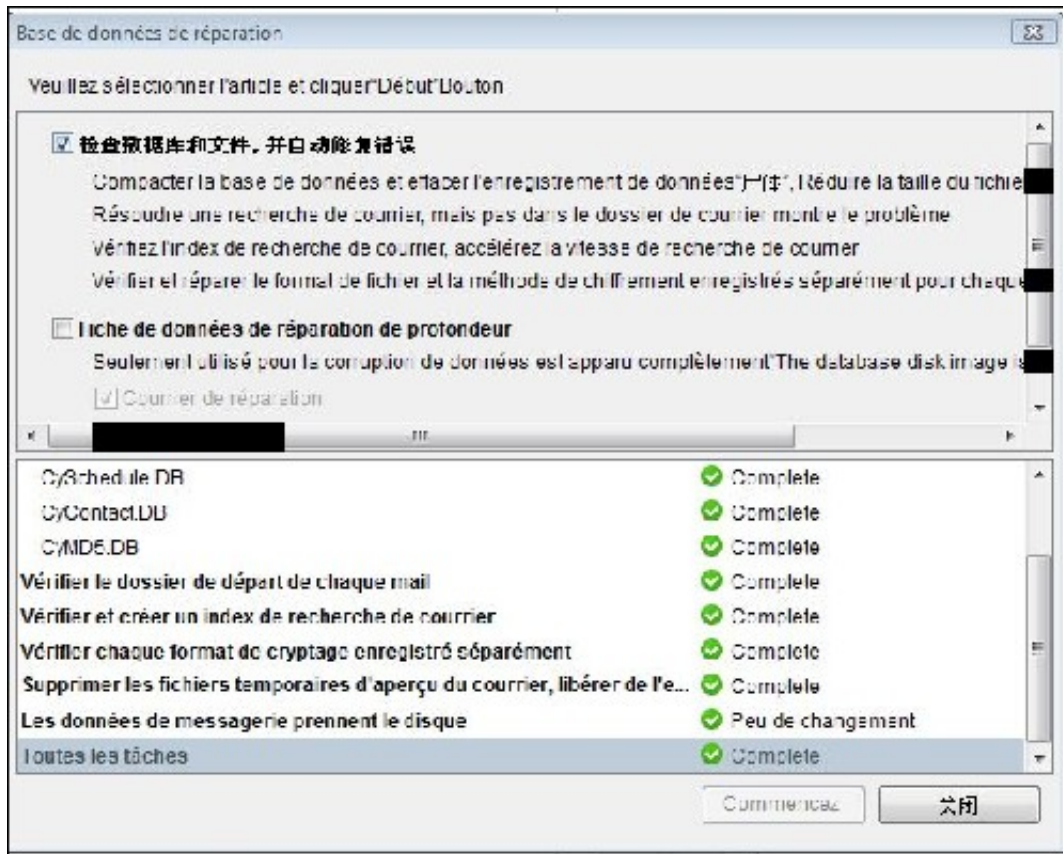 Base de données de réparation
Veuillez sélectionner l'article et cliquer"Début"Bouton
检查数据库和文件，并自动修复错误
Compacter la base de données et effacer l'enregistrement de données , Réduire la taille du fichie
Résoudre une recherche de courrier, mais pas dans le dossier de courrier montre le problème
Vérifiez l'index de recherche de courrier, accélérez la vitesse de recherche de courrier
Vérifier et réparer le format de fichier et la méthode de chiffrement enregistrés séparément pour chaque
Fiche de données de réparation de profondeur
Seulement utilisé pour la corruption de données est apparu complètement"The database disk image is
Courrier de réparation
CySchedule.DB Complete
CyContact.DB Complete
CyMD5.DB Complete
Vérifier le dossier de départ de chaque mail Complete
Vérifier et créer un index de recherche de courrier Complete
Vérifier chaque format de cryptage enregistré séparément Complete
Supprimer les fichiers temporaires d'aperçu du courrier, libérer de l'e... Complete
Les données de messagerie prennent le disque Peu de changement
Toutes les tâches Complete
Commencez 关闭